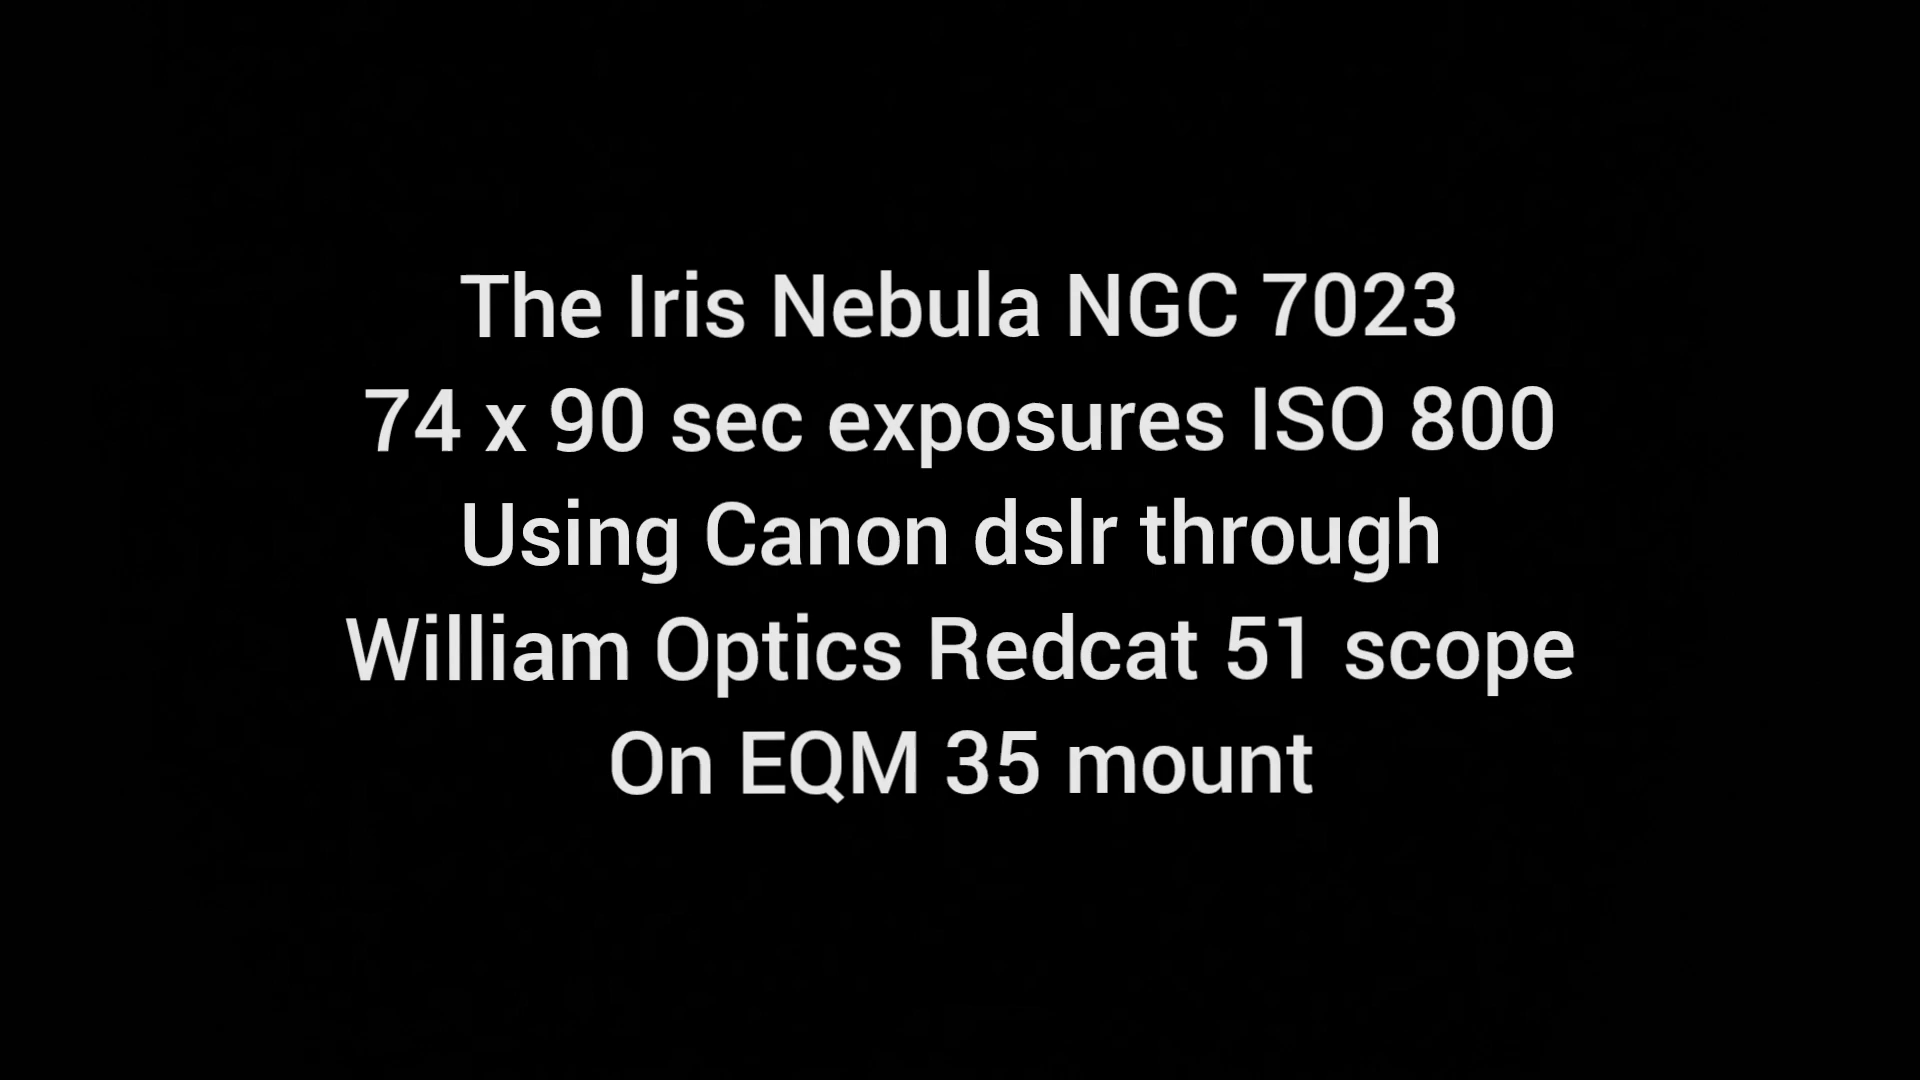 The Iris Nebula NGC 7023
74 x 90 sec exposures ISO 800
Using Canon dslr through
William Optics Redcat 51 scope
On EQM 35 mount